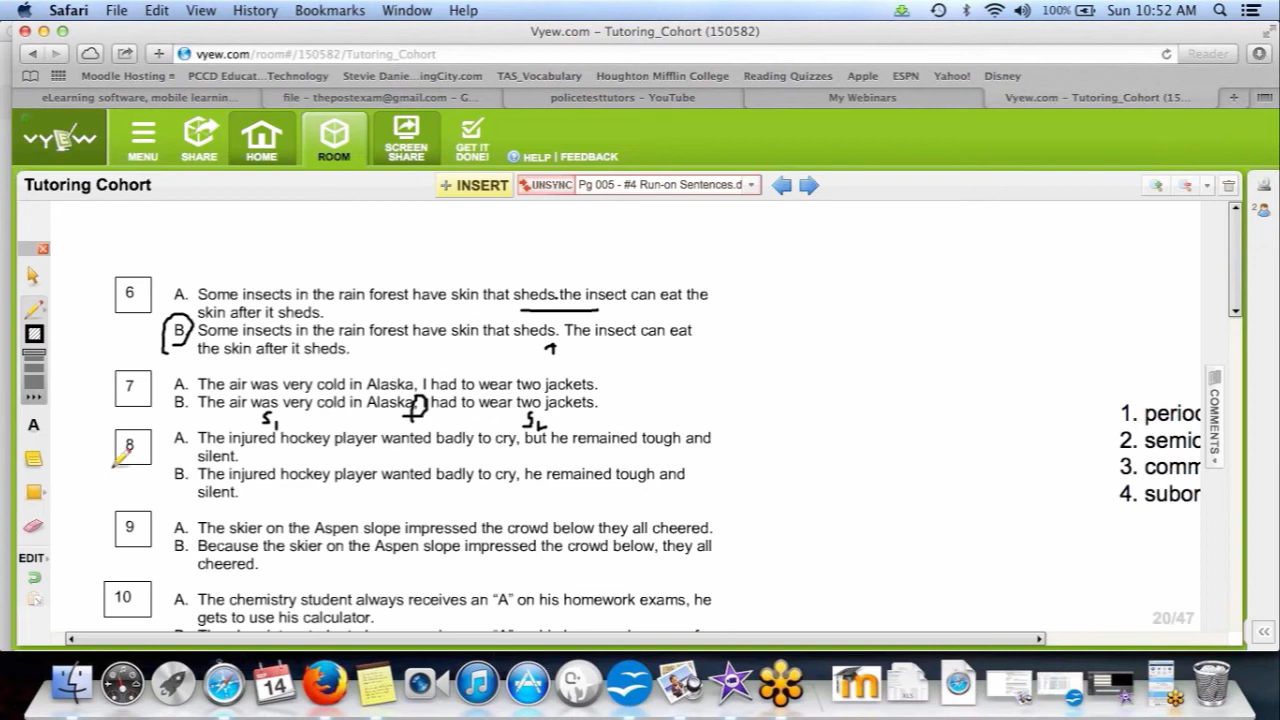 Safari File Edit View History Bookmarks Window Help 100% Sun 10:52 AM
Vyew.com – Tutoring_Cohort (150582)
vyew.com/room#/150582/Tutoring_Cohort Reader
Moodle Hosting PCCD Educat...Technology Stevie Danie...ingCity.com TAS_Vocabulary Houghton Mifflin College Reading Quizzes Apple ESPN Yahoo! Disney
eLearning software, mobile learnin... file – thepostexam@gmail.com – G... policetesttutors – YouTube My Webinars Vyew.com – Tutoring_Cohort (15...
VYEW MENU SHARE HOME ROOM SCREEN SHARE GET IT DONE! HELP | FEEDBACK
Tutoring Cohort + INSERT UNSYNC Pg 005 - #4 Run-on Sentences.d
2
6 A. Some insects in the rain forest have skin that sheds.the insect can eat the
skin after it sheds.
B Some insects in the rain forest have skin that sheds. The insect can eat
the skin after it sheds.
7 A. The air was very cold in Alaska, I had to wear two jackets.
B. The air was very cold in Alaska; I had to wear two jackets.
S1 S2
8 A. The injured hockey player wanted badly to cry, but he remained tough and
silent.
B. The injured hockey player wanted badly to cry, he remained tough and
silent.
9 A. The skier on the Aspen slope impressed the crowd below they all cheered.
B. Because the skier on the Aspen slope impressed the crowd below, they all
cheered.
10 A. The chemistry student always receives an “A” on his homework exams, he
gets to use his calculator.
1. perio
2. semic
3. comm
4. subor
COMMENTS
20/47
EDIT
14